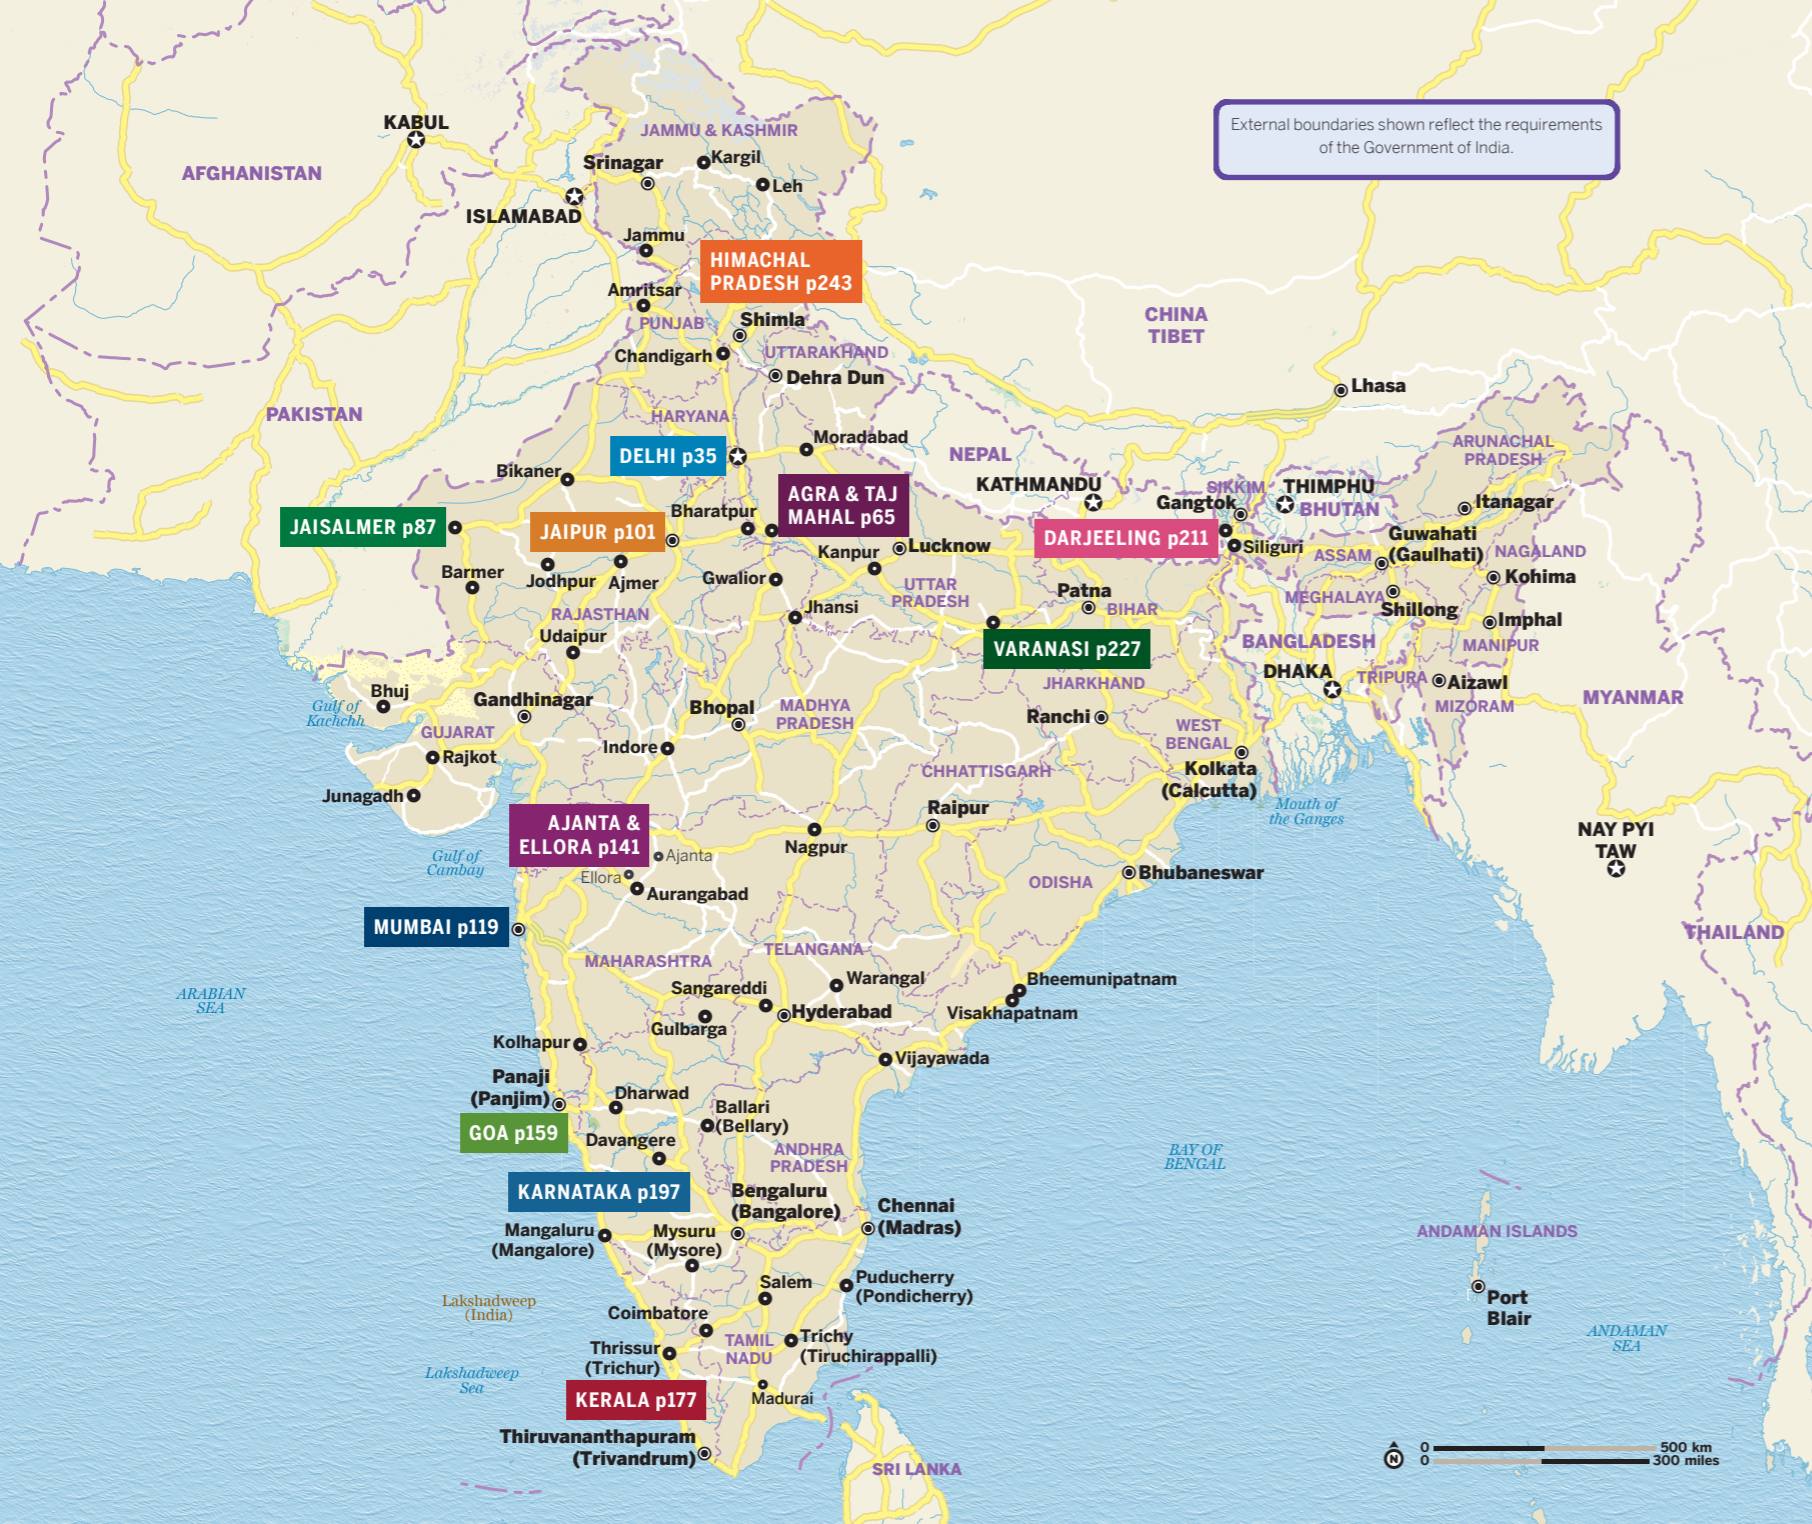 External boundaries shown reflect the requirements
of the Government of India.
KABUL
AFGHANISTAN
JAMMU & KASHMIR
Srinagar
Kargil
Leh
ISLAMABAD
Jammu
HIMACHAL
PRADESH p243
Amritsar
PUNJAB
Shimla
Chandigarh
UTTARAKHAND
Dehra Dun
CHINA
TIBET
Lhasa
PAKISTAN
HARYANA
DELHI p35
Moradabad
NEPAL
ARUNACHAL
PRADESH
Bikaner
KATHMANDU
SIKKIM
THIMPHU
Gangtok
BHUTAN
Itanagar
AGRA & TAJ
MAHAL p65
JAISALMER p87
JAIPUR p101
Bharatpur
DARJEELING p211
Siliguri
Guwahati
(Gaulhati)
ASSAM
NAGALAND
Kanpur
Lucknow
Barmer
Jodhpur
Ajmer
Gwalior
UTTAR
PRADESH
Patna
BIHAR
MEGHALAYA
Kohima
Shillong
RAJASTHAN
Jhansi
Imphal
Udaipur
VARANASI p227
BANGLADESH
MANIPUR
DHAKA
TRIPURA
Aizawl
MIZORAM
MYANMAR
JHARKHAND
Bhuj
Gulf of
Kachchh
Gandhinagar
Bhopal
MADHYA
PRADESH
Ranchi
WEST
BENGAL
GUJARAT
Rajkot
Indore
Kolkata
(Calcutta)
CHHATTISGARH
Junagadh
Raipur
Mouth of
the Ganges
AJANTA &
ELLORA p141
Ajanta
Ellora
Nagpur
NAY PYI
TAW
Gulf of
Cambay
Aurangabad
ODISHA
Bhubaneswar
MUMBAI p119
THAILAND
MAHARASHTRA
TELANGANA
ARABIAN
SEA
Sangareddi
Warangal
Bheemunipatnam
Visakhapatnam
Hyderabad
Gulbarga
Kolhapur
Vijayawada
Panaji
(Panjim)
Dharwad
Ballari
(Bellary)
GOA p159
Davangere
ANDHRA
PRADESH
BAY OF
BENGAL
KARNATAKA p197
Bengaluru
(Bangalore)
Chennai
(Madras)
Mangaluru
(Mangalore)
Mysuru
(Mysore)
ANDAMAN ISLANDS
Salem
Puducherry
(Pondicherry)
Port
Blair
Lakshadweep
(India)
Coimbatore
Thrissur
(Trichur)
TAMIL
NADU
Trichy
(Tiruchirappalli)
ANDAMAN
SEA
Lakshadweep
Sea
KERALA p177
Madurai
Thiruvananthapuram
(Trivandrum)
SRI LANKA
N
0 500 km
0 300 miles